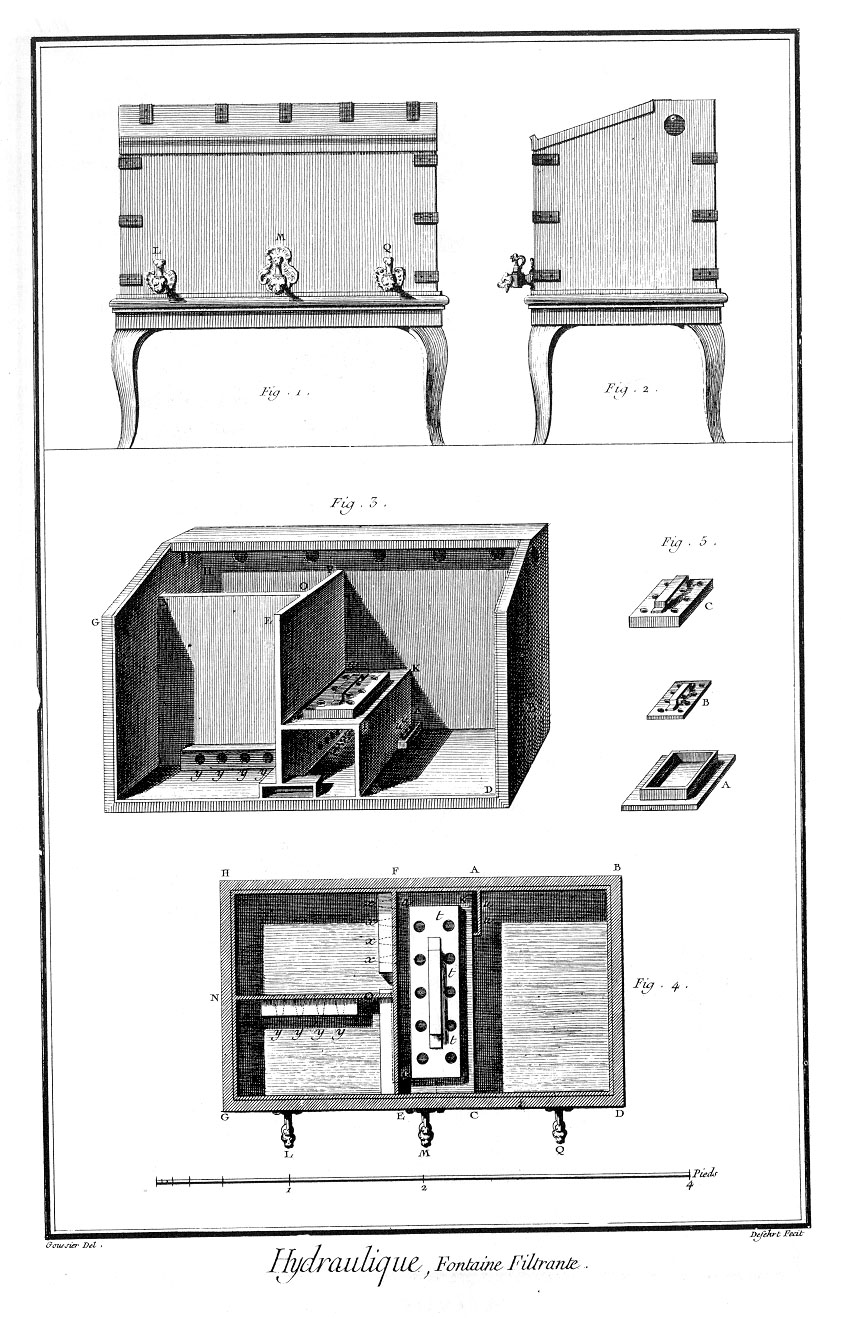 L
M
Q
Fig. 1.
Fig. 2.
Fig. 3.
Fig. 5.
G
O
P
E
K
D
y y y y
C
B
A
H F A B
t
x
x
x
t
N
Fig. 4.
y y y y
t
G E C D
L M Q
1 2 4 Pieds
Goussier Del.
Defehrt Fecit
Hydraulique, Fontaine Filtrante.